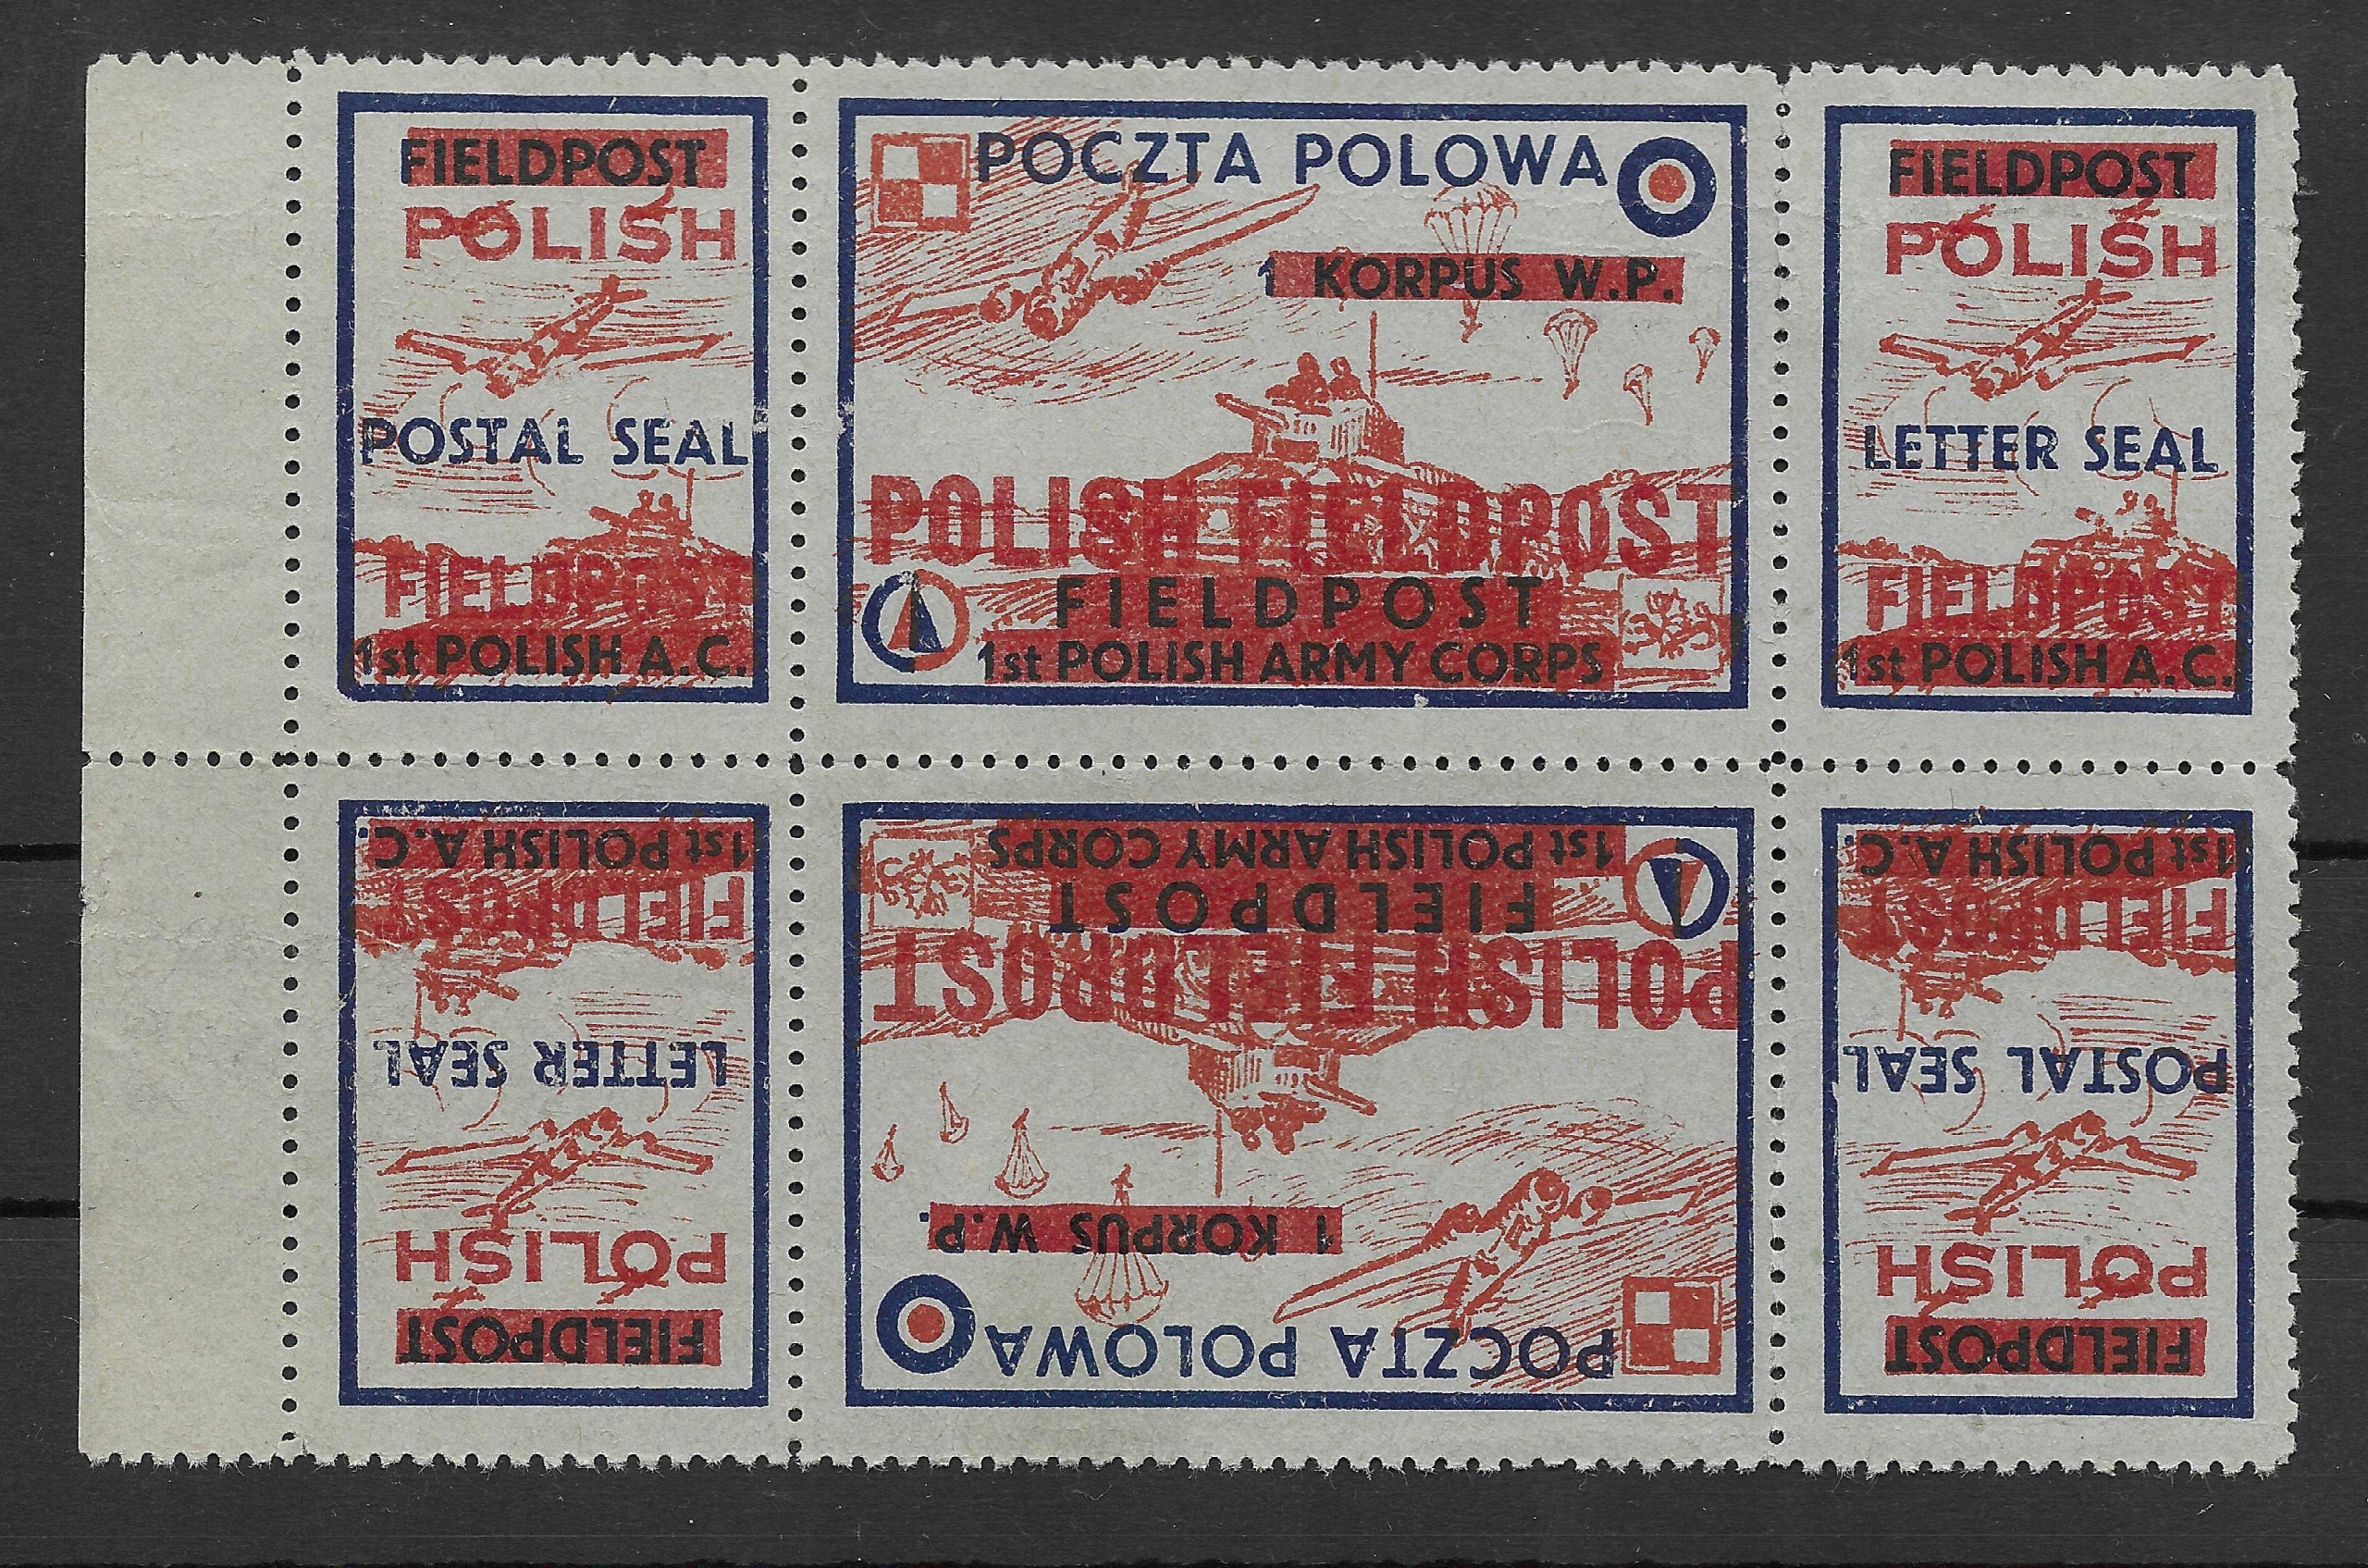 FIELDPOST
POLISH
POSTAL SEAL
FIELDPOST
1st POLISH A.C.
POCZTA POLOWA
1 KORPUS W.P.
POLISH FIELDPOST
FIELDPOST
1st POLISH ARMY CORPS
FIELDPOST
POLISH
LETTER SEAL
FIELDPOST
1st POLISH A.C.
1st POLISH A.C.
FIELDPOST
LETTER SEAL
POLISH
FIELDPOST
1st POLISH ARMY CORPS
FIELDPOST
POLISH FIELDPOST
1 KORPUS W.P.
POCZTA POLOWA
1st POLISH A.C.
FIELDPOST
POSTAL SEAL
POLISH
FIELDPOST